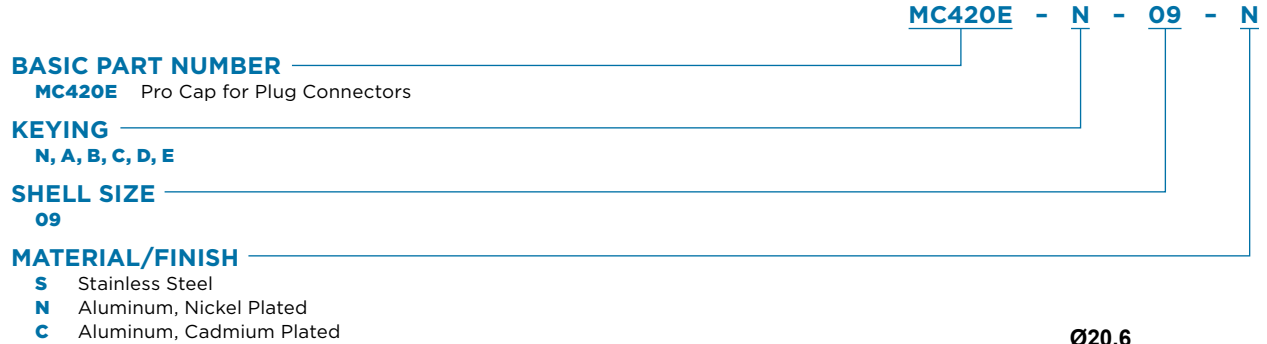 MC420E – N – 09 – N
BASIC PART NUMBER
MC420E Pro Cap for Plug Connectors
KEYING
N, A, B, C, D, E
SHELL SIZE
09
MATERIAL/FINISH
S Stainless Steel
N Aluminum, Nickel Plated
C Aluminum, Cadmium Plated
Ø20.6